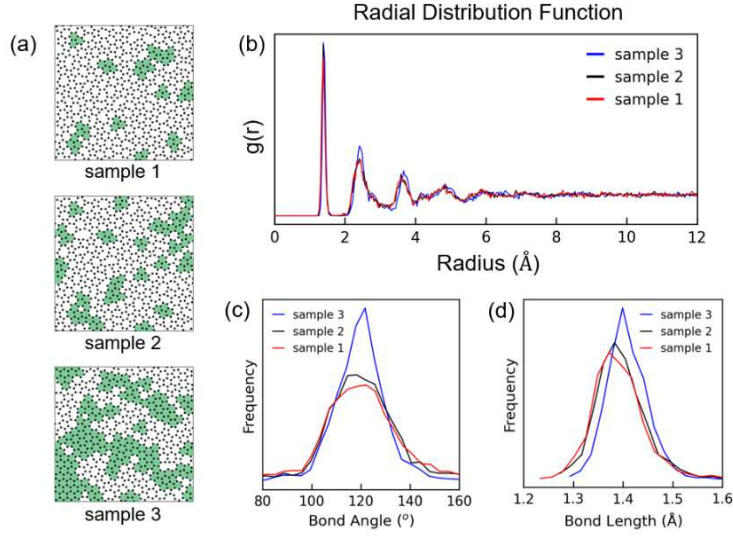 Radial Distribution Function
(a)
sample 1
sample 2
sample 3
(b)
sample 3
sample 2
sample 1
g(r)
0 2 4 6 8 10 12
Radius (Å)
(c)
sample 3
sample 2
sample 1
Frequency
80 100 120 140 160
Bond Angle (o)
(d)
sample 3
sample 2
sample 1
Frequency
1.2 1.3 1.4 1.5 1.6
Bond Length (Å)